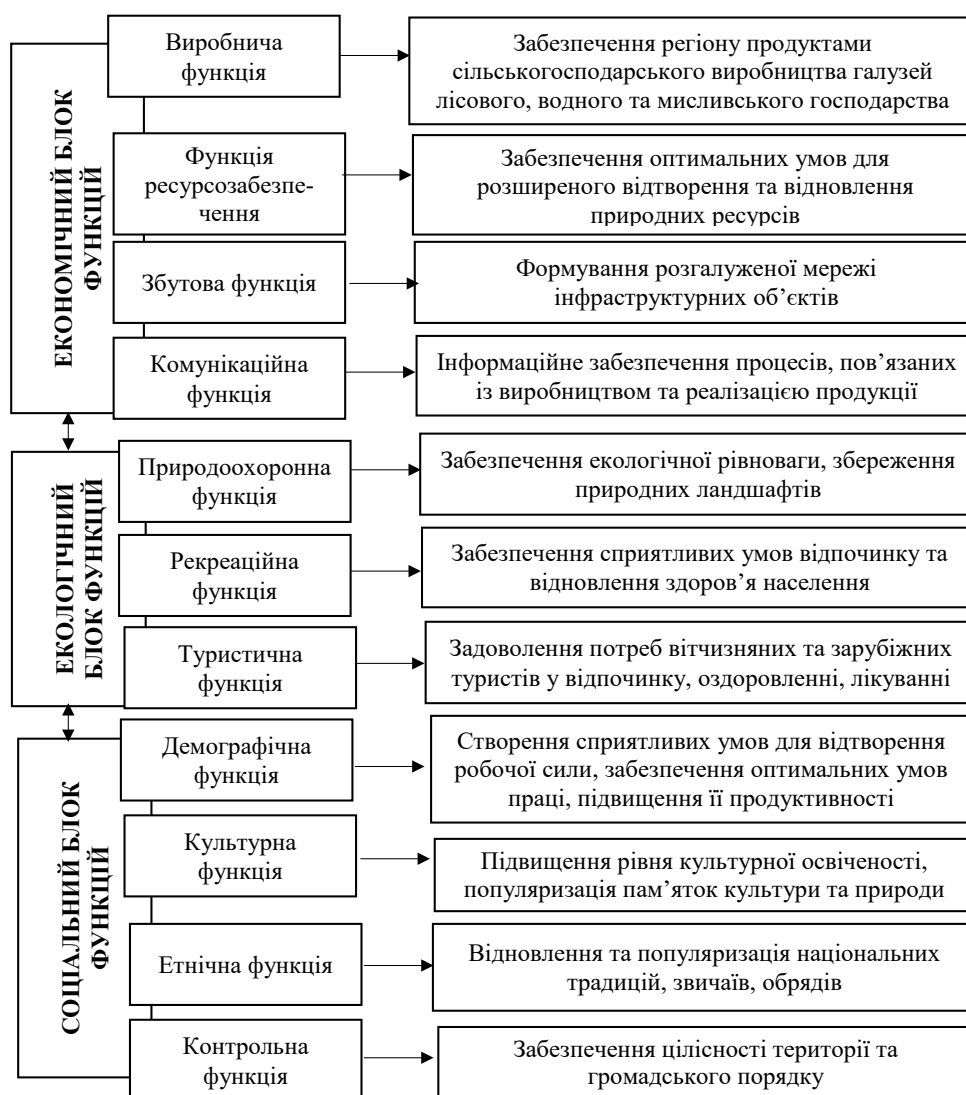 ЕКОНОМІЧНИЙ БЛОК
ФУНКЦІЙ
Виробнича
функція
Забезпечення регіону продуктами
сільськогосподарського виробництва галузей
лісового, водного та мисливського господарства
Функція
ресурсозабезпе-
чення
Забезпечення оптимальних умов для
розширеного відтворення та відновлення
природних ресурсів
Збутова функція
Формування розгалуженої мережі
інфраструктурних об’єктів
Комунікаційна
функція
Інформаційне забезпечення процесів, пов’язаних
із виробництвом та реалізацією продукції
ЕКОЛОГІЧНИЙ
БЛОК ФУНКЦІЙ
Природоохоронна
функція
Забезпечення екологічної рівноваги, збереження
природних ландшафтів
Рекреаційна
функція
Забезпечення сприятливих умов відпочинку та
відновлення здоров’я населення
Туристична
функція
Задоволення потреб вітчизняних та зарубіжних
туристів у відпочинку, оздоровленні, лікуванні
СОЦІАЛЬНИЙ БЛОК
ФУНКЦІЙ
Демографічна
функція
Створення сприятливих умов для відтворення
робочої сили, забезпечення оптимальних умов
праці, підвищення її продуктивності
Культурна
функція
Підвищення рівня культурної освіченості,
популяризація пам’яток культури та природи
Етнічна функція
Відновлення та популяризація національних
традицій, звичаїв, обрядів
Контрольна
функція
Забезпечення цілісності території та
громадського порядку